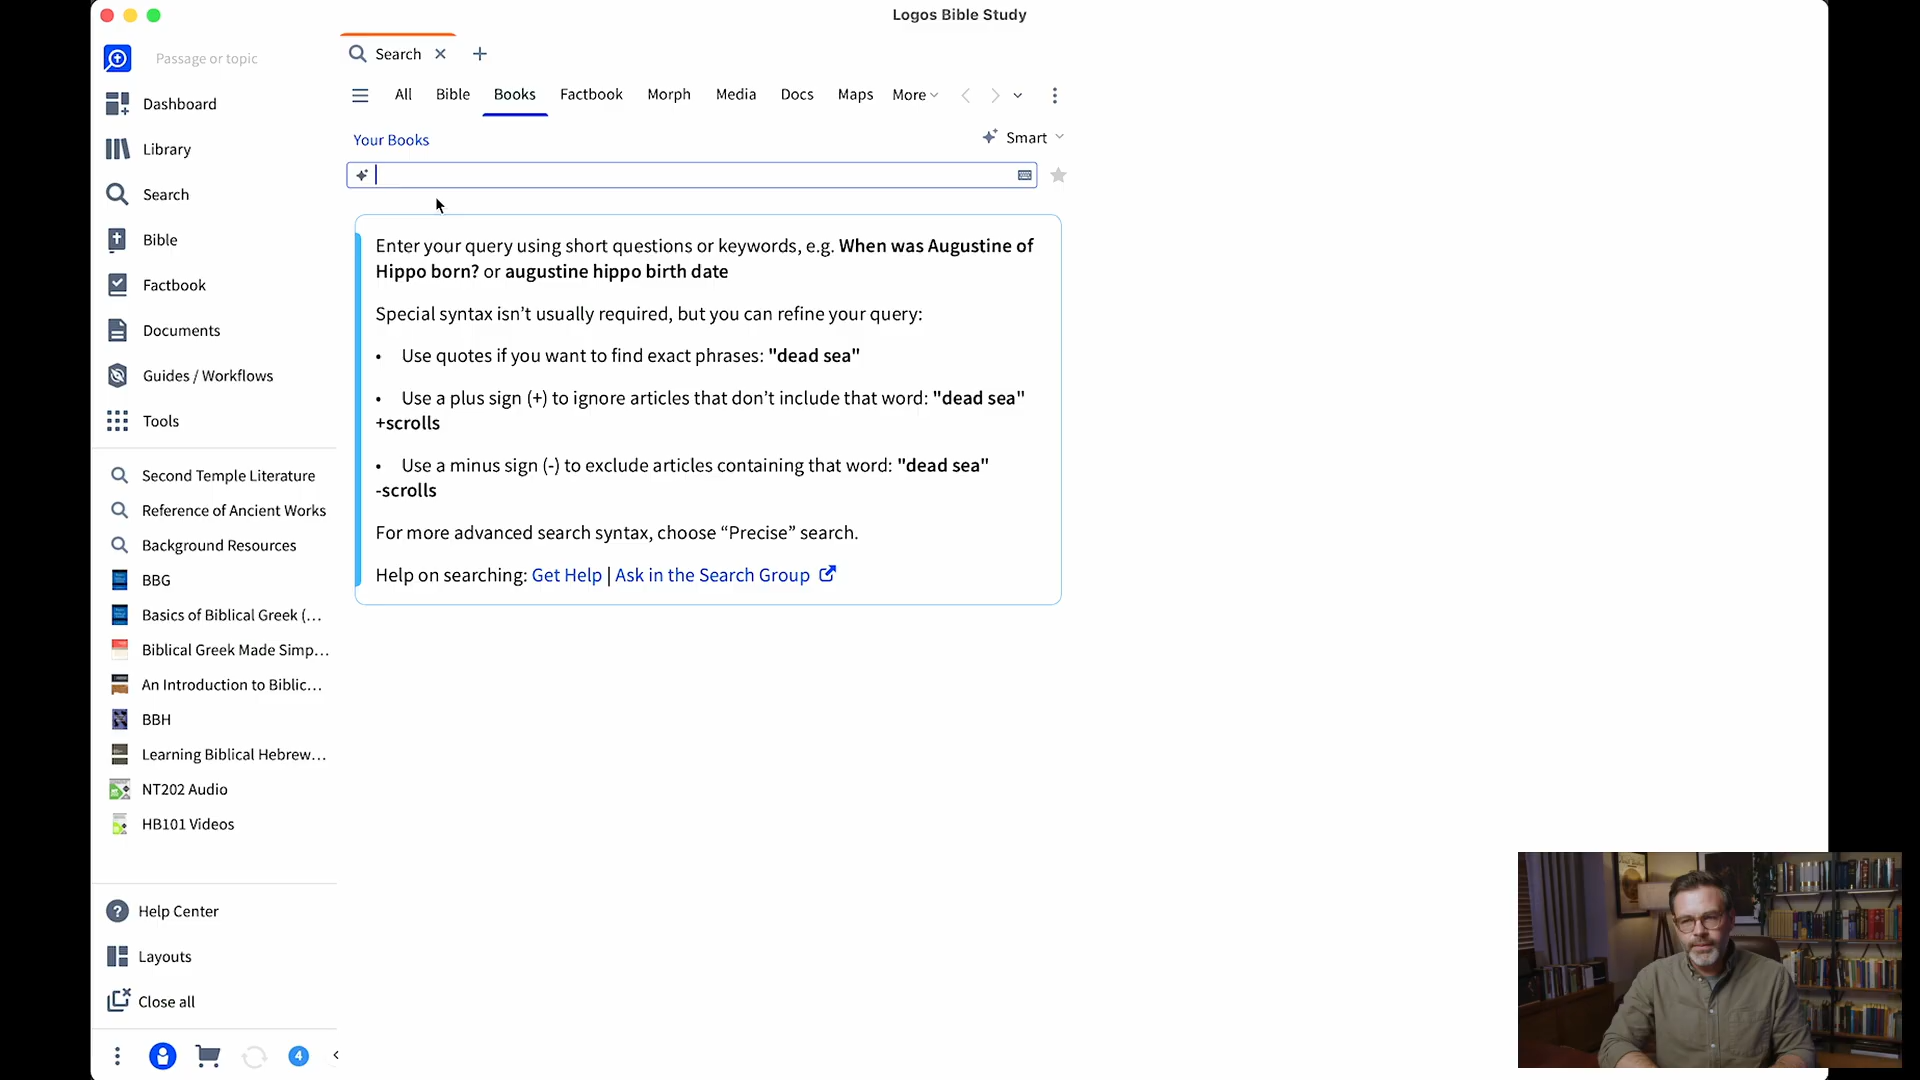 Logos Bible Study
Passage or topic
Dashboard
Library
Search
Bible
Factbook
Documents
Guides / Workflows
Tools
Second Temple Literature
Reference of Ancient Works
Background Resources
BBG
Basics of Biblical Greek (…
Biblical Greek Made Simp…
An Introduction to Biblic…
BBH
Learning Biblical Hebrew…
NT202 Audio
HB101 Videos
Help Center
Layouts
Close all
4
Search
All Bible Books Factbook Morph Media Docs Maps More
Your Books
Smart
Enter your query using short questions or keywords, e.g. When was Augustine of
Hippo born? or augustine hippo birth date
Special syntax isn’t usually required, but you can refine your query:
• Use quotes if you want to find exact phrases: "dead sea"
• Use a plus sign (+) to ignore articles that don’t include that word: "dead sea"
+scrolls
• Use a minus sign (-) to exclude articles containing that word: "dead sea"
-scrolls
For more advanced search syntax, choose “Precise” search.
Help on searching: Get Help | Ask in the Search Group